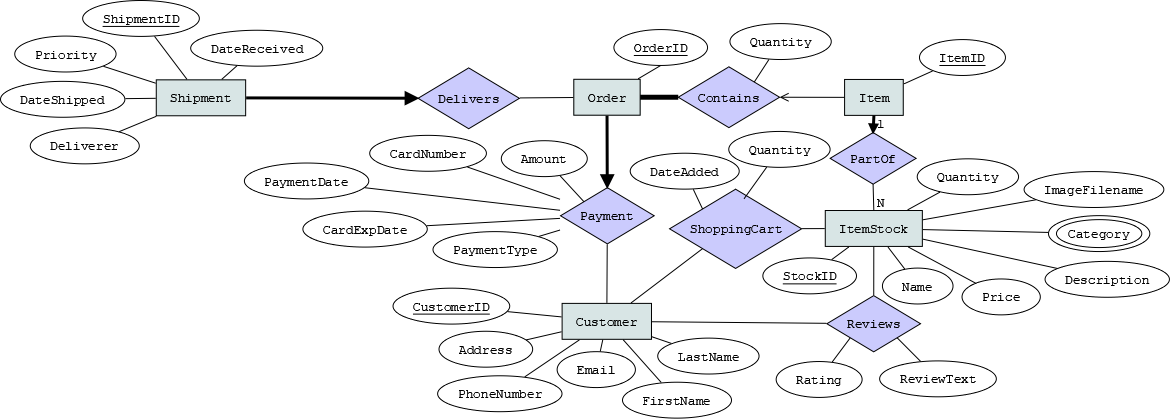 ShipmentID
Priority
DateReceived
DateShipped
Shipment
Deliverer
Delivers
OrderID
Order
Quantity
Contains
ItemID
Item
1
PartOf
N
CardNumber
Amount
PaymentDate
CardExpDate
PaymentType
Payment
DateAdded
Quantity
ShoppingCart
Quantity
ImageFilename
ItemStock
Category
StockID
Name
Price
Description
CustomerID
Customer
Address
PhoneNumber
Email
FirstName
LastName
Reviews
Rating
ReviewText